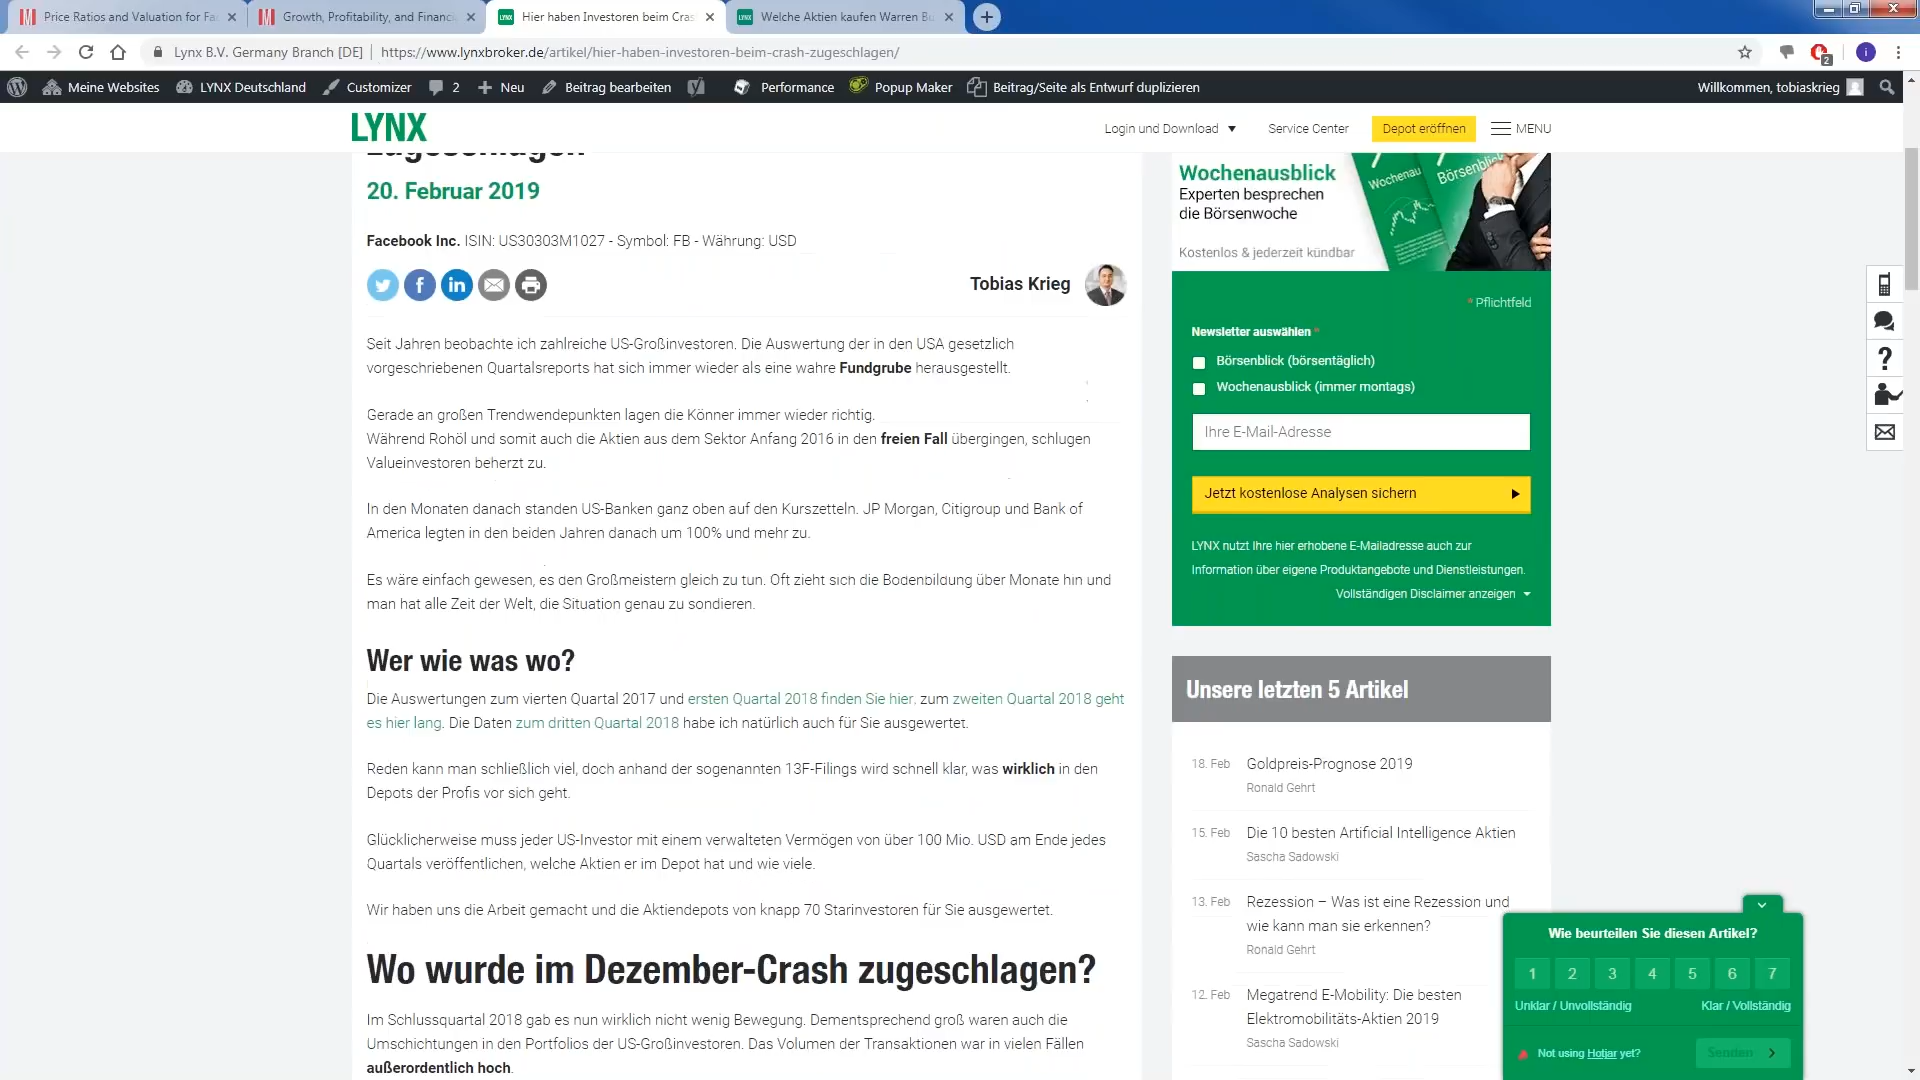 Price Ratios and Valuation for Fa
Growth, Profitability, and Financi
Hier haben Investoren beim Cras
Welche Aktien kaufen Warren Bu
Lynx B.V. Germany Branch [DE] | https://www.lynxbroker.de/artikel/hier-haben-investoren-beim-crash-zugeschlagen/
2
i
Meine Websites
LYNX Deutschland
Customizer
2
Neu
Beitrag bearbeiten
Performance
Popup Maker
Beitrag/Seite als Entwurf duplizieren
Willkommen, tobiaskrieg
LYNX
Login und Download
Service Center
Depot eröffnen
MENU
zugeschlagen
20. Februar 2019
Facebook Inc. ISIN: US30303M1027 - Symbol: FB - Währung: USD
Tobias Krieg
Seit Jahren beobachte ich zahlreiche US-Großinvestoren. Die Auswertung der in den USA gesetzlich
vorgeschriebenen Quartalsreports hat sich immer wieder als eine wahre Fundgrube herausgestellt.
Gerade an großen Trendwendepunkten lagen die Könner immer wieder richtig.
Während Rohöl und somit auch die Aktien aus dem Sektor Anfang 2016 in den freien Fall übergingen, schlugen
Valueinvestoren beherzt zu.
In den Monaten danach standen US-Banken ganz oben auf den Kurszetteln. JP Morgan, Citigroup und Bank of
America legten in den beiden Jahren danach um 100% und mehr zu.
Es wäre einfach gewesen, es den Großmeistern gleich zu tun. Oft zieht sich die Bodenbildung über Monate hin und
man hat alle Zeit der Welt, die Situation genau zu sondieren.
Wer wie was wo?
Die Auswertungen zum vierten Quartal 2017 und ersten Quartal 2018 finden Sie hier, zum zweiten Quartal 2018 geht
es hier lang. Die Daten zum dritten Quartal 2018 habe ich natürlich auch für Sie ausgewertet.
Reden kann man schließlich viel, doch anhand der sogenannten 13F-Filings wird schnell klar, was wirklich in den
Depots der Profis vor sich geht.
Glücklicherweise muss jeder US-Investor mit einem verwalteten Vermögen von über 100 Mio. USD am Ende jedes
Quartals veröffentlichen, welche Aktien er im Depot hat und wie viele.
Wir haben uns die Arbeit gemacht und die Aktiendepots von knapp 70 Starinvestoren für Sie ausgewertet.
Wo wurde im Dezember-Crash zugeschlagen?
Im Schlussquartal 2018 gab es nun wirklich nicht wenig Bewegung. Dementsprechend groß waren auch die
Umschichtungen in den Portfolios der US-Großinvestoren. Das Volumen der Transaktionen war in vielen Fällen
außerordentlich hoch.
Wochenausblick
Experten besprechen
die Börsenwoche
Kostenlos & jederzeit kündbar
Wochenau
Börsenblick
* Pflichtfeld
Newsletter auswählen *
Börsenblick (börsentäglich)
Wochenausblick (immer montags)
Ihre E-Mail-Adresse
Jetzt kostenlose Analysen sichern
LYNX nutzt Ihre hier erhobene E-Mailadresse auch zur
Information über eigene Produktangebote und Dienstleistungen.
Vollständigen Disclaimer anzeigen
Unsere letzten 5 Artikel
18. Feb
Goldpreis-Prognose 2019
Ronald Gehrt
15. Feb
Die 10 besten Artificial Intelligence Aktien
Sascha Sadowski
13. Feb
Rezession – Was ist eine Rezession und
wie kann man sie erkennen?
Ronald Gehrt
12. Feb
Megatrend E-Mobility: Die besten
Elektromobilitäts-Aktien 2019
Sascha Sadowski
Wie beurteilen Sie diesen Artikel?
1 2 3 4 5 6 7
Unklar / Unvollständig
Klar / Vollständig
Not using Hotjar yet?
Senden